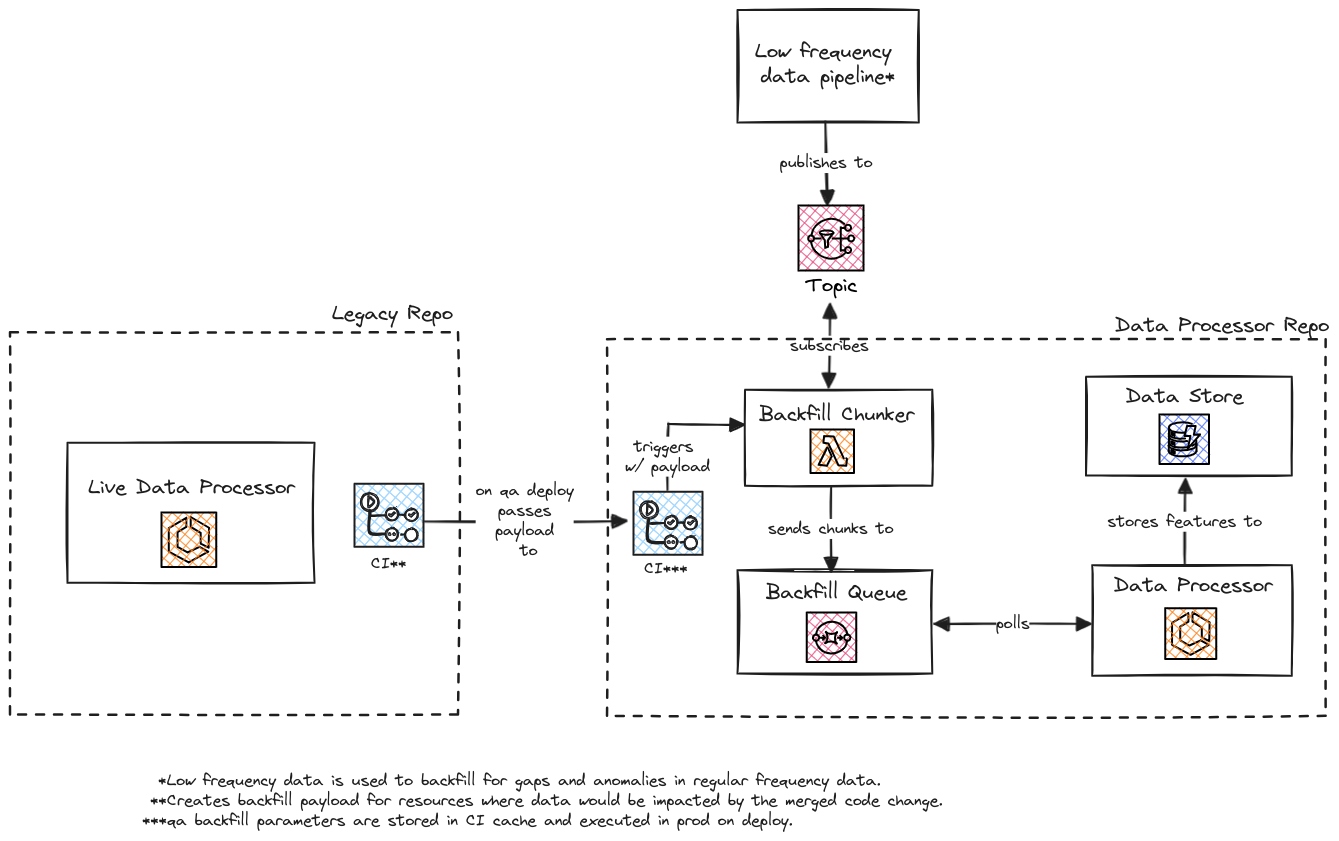 Low frequency
data pipeline*
publishes to
Topic
Legacy Repo
Data Processor Repo
subscribes
Data Store
Backfill Chunker
triggers
w/ payload
Live Data Processor
on qa deploy
passes
payload
to
CI**
CI***
sends chunks to
stores features to
Backfill Queue
polls
Data Processor
*Low frequency data is used to backfill for gaps and anomalies in regular frequency data.
**Creates backfill payload for resources where data would be impacted by the merged code change.
***qa backfill parameters are stored in CI cache and executed in prod on deploy.